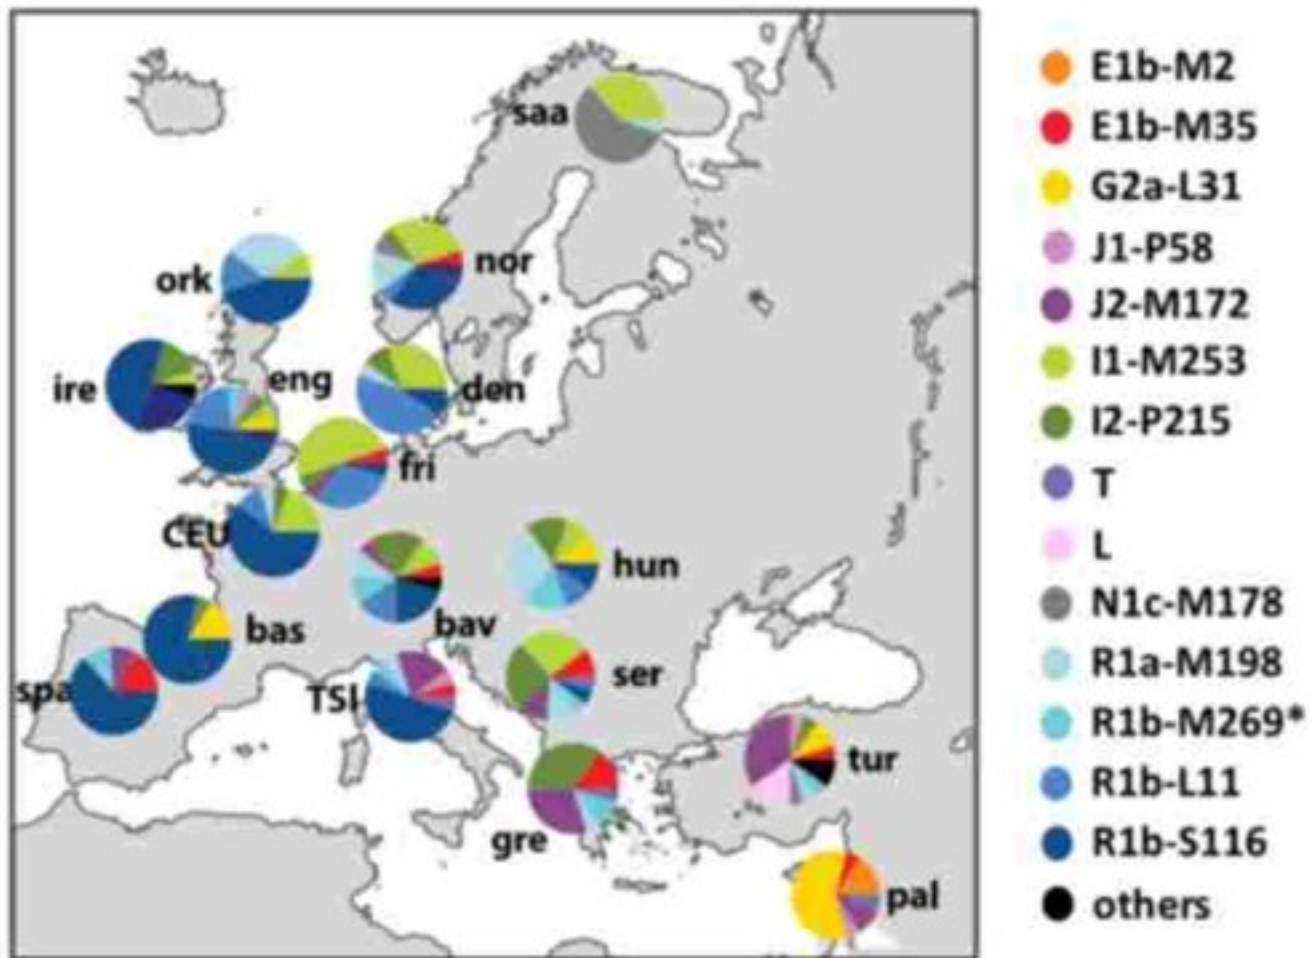 saa
ork
nor
ire
eng
den
fri
CEU
hun
bas
bav
spa
TSI
ser
tur
gre
pal
E1b-M2
E1b-M35
G2a-L31
J1-P58
J2-M172
I1-M253
I2-P215
T
L
N1c-M178
R1a-M198
R1b-M269*
R1b-L11
R1b-S116
others